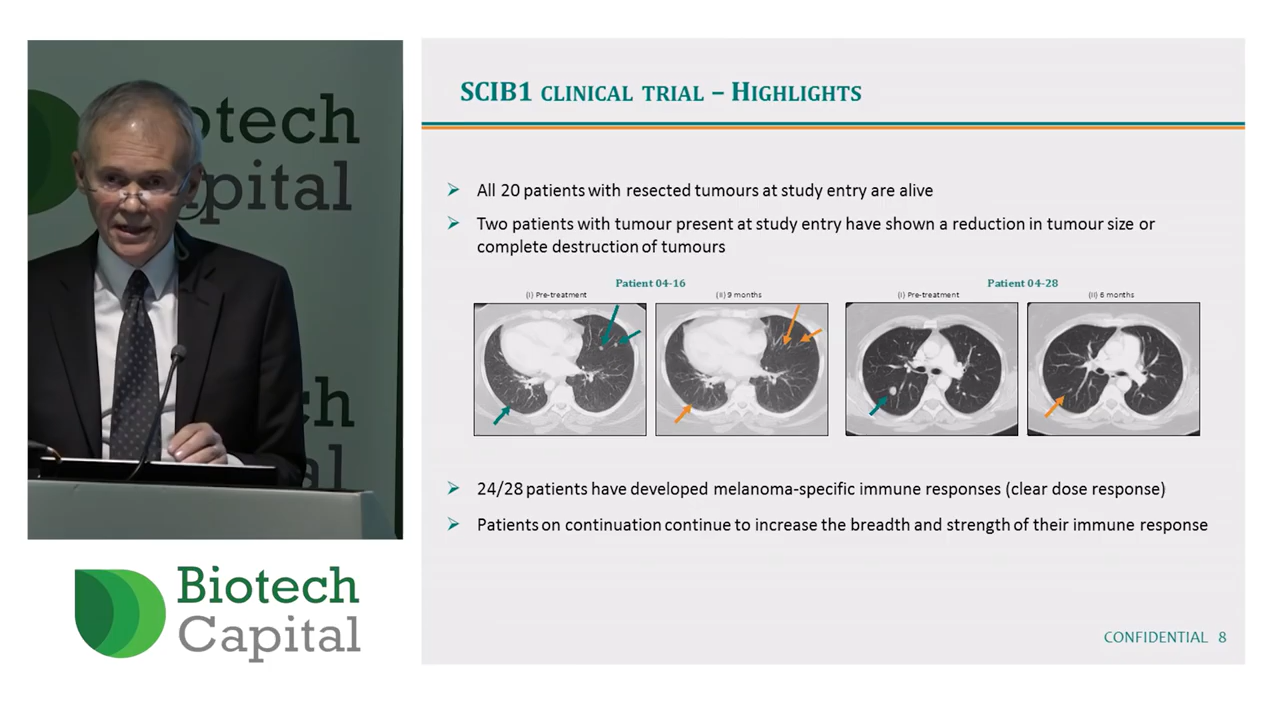 otech
pital
h
l
Biotech
Capital
SCIB1 CLINICAL TRIAL – HIGHLIGHTS
All 20 patients with resected tumours at study entry are alive
Two patients with tumour present at study entry have shown a reduction in tumour size or
complete destruction of tumours
Patient 04-16
(i) Pre-treatment
(ii) 9 months
Patient 04-28
(i) Pre-treatment
(ii) 6 months
24/28 patients have developed melanoma-specific immune responses (clear dose response)
Patients on continuation continue to increase the breadth and strength of their immune response
CONFIDENTIAL 8